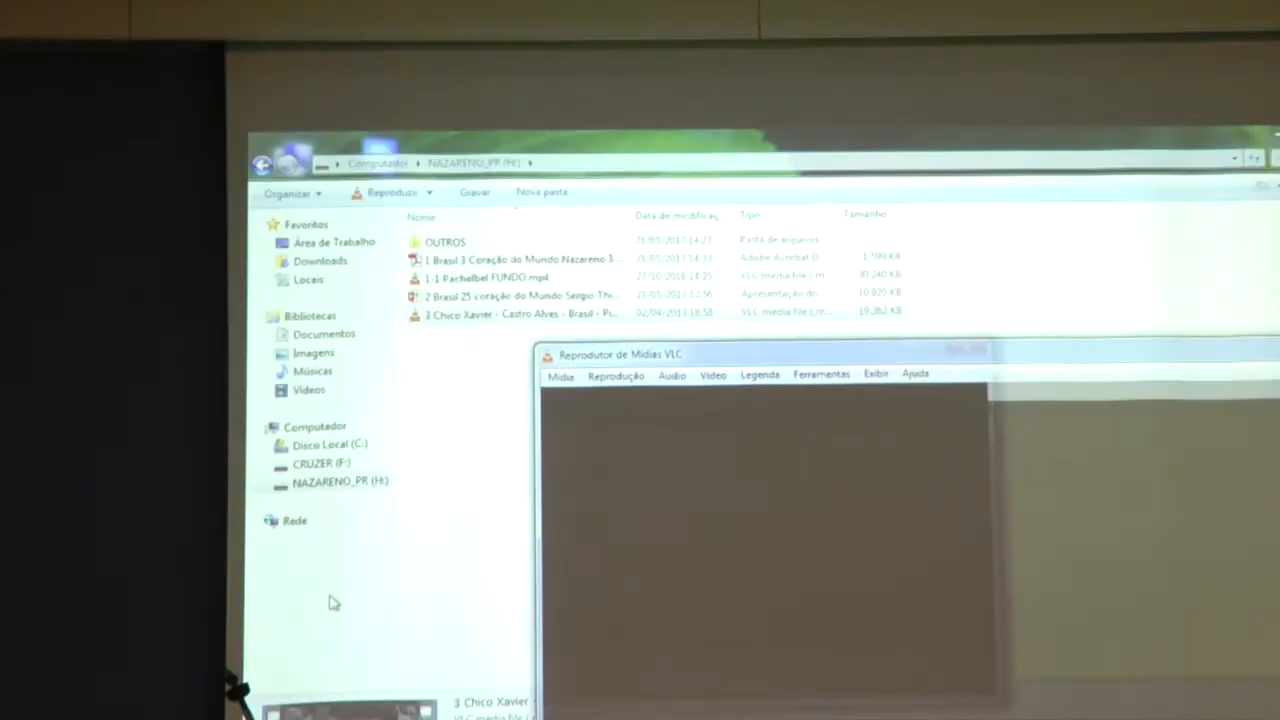 Computador ▸ NAZARENO_PR (H:) ▸
Organizar Reproduzir Gravar Nova pasta
Nome Data de modificaç Tipo Tamanho
Favoritos
Área de Trabalho
Downloads
Locais
Bibliotecas
Documentos
Imagens
Músicas
Vídeos
Computador
Disco Local (C:)
CRUZER (F:)
NAZARENO_PR (H:)
Rede
OUTROS 21/05/2017 14:23 Pasta de arquivos
1 Brasil 3 Coração do Mundo Nazareno 3... 21/05/2017 14:33 Adobe Acrobat D... 1.599 KB
1-1 Pachelbel FUNDO.mp4 27/10/2016 14:25 VLC media file (.m... 10.240 KB
2 Brasil 25 coração do Mundo Sérgio Thi... 21/05/2017 13:56 Apresentação do 10.920 KB
3 Chico Xavier - Castro Alves - Brasil - Pi... 02/04/2013 18:58 VLC media file (.m... 19.362 KB
Reprodutor de Mídias VLC
Mídia Reprodução Áudio Vídeo Legenda Ferramentas Exibir Ajuda
3 Chico Xavier -
VLC media file (